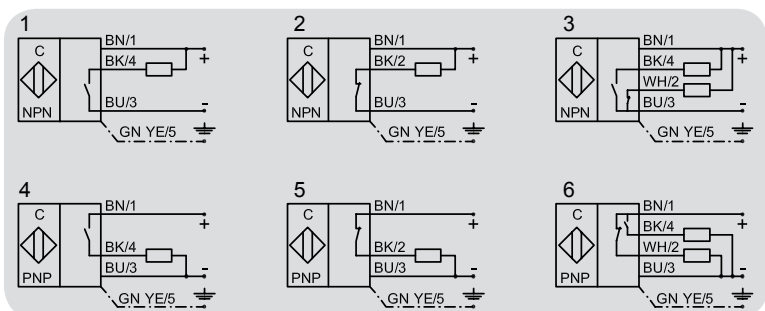 1
BN/1
+
C
BK/4
NPN
BU/3
-
GN YE/5
2
BN/1
+
C
BK/2
NPN
BU/3
-
GN YE/5
3
BN/1
+
C
BK/4
WH/2
NPN
BU/3
-
GN YE/5
4
BN/1
+
C
BK/4
PNP
BU/3
-
GN YE/5
5
BN/1
+
C
BK/2
PNP
BU/3
-
GN YE/5
6
BN/1
+
C
BK/4
WH/2
PNP
BU/3
-
GN YE/5